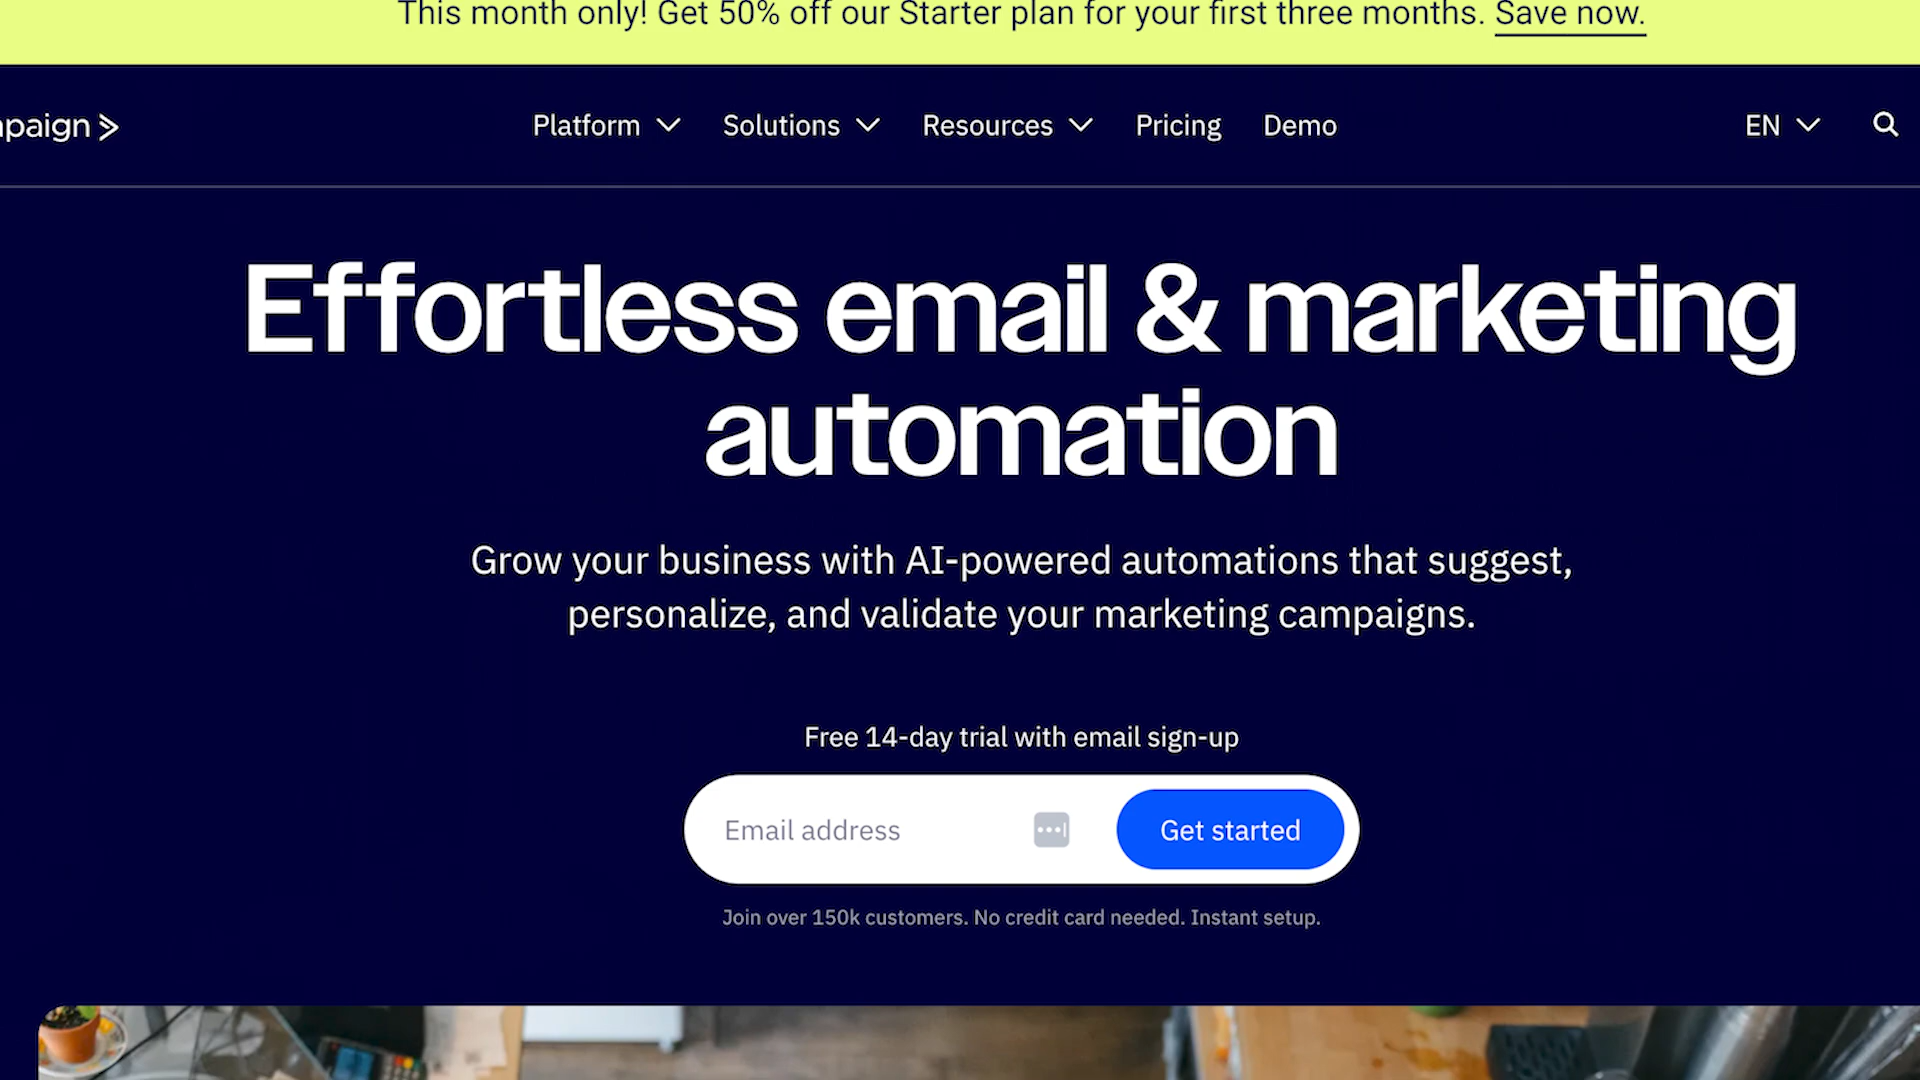 This month only! Get 50% off our Starter plan for your first three months. Save now.
paign
Platform Solutions Resources Pricing Demo EN
Effortless email & marketing
automation
Grow your business with AI-powered automations that suggest,
personalize, and validate your marketing campaigns.
Free 14-day trial with email sign-up
Email address Get started
Join over 150k customers. No credit card needed. Instant setup.